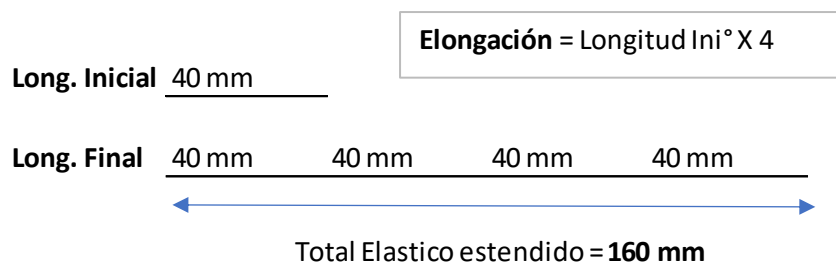 Elongación = Longitud Ini° X 4
Long. Inicial 40 mm
Long. Final 40 mm 40 mm 40 mm 40 mm
Total Elastico estendido = 160 mm